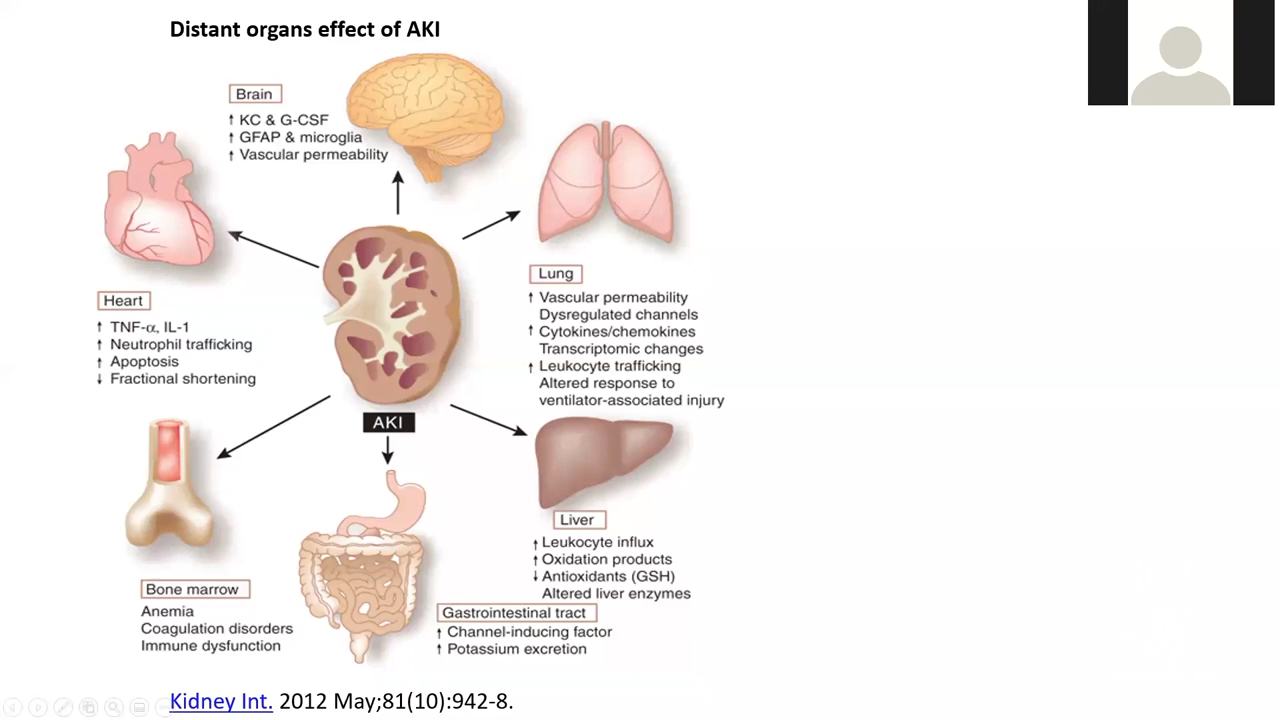 Distant organs effect of AKI
Brain
↑ KC & G-CSF
↑ GFAP & microglia
↑ Vascular permeability
Heart
↑ TNF-α, IL-1
↑ Neutrophil trafficking
↑ Apoptosis
↓ Fractional shortening
Lung
↑ Vascular permeability
Dysregulated channels
↑ Cytokines/chemokines
Transcriptomic changes
↑ Leukocyte trafficking
Altered response to
ventilator-associated injury
AKI
Liver
↑ Leukocyte influx
↑ Oxidation products
↓ Antioxidants (GSH)
Altered liver enzymes
Bone marrow
Anemia
Coagulation disorders
Immune dysfunction
Gastrointestinal tract
↑ Channel-inducing factor
↑ Potassium excretion
Kidney Int. 2012 May;81(10):942-8.